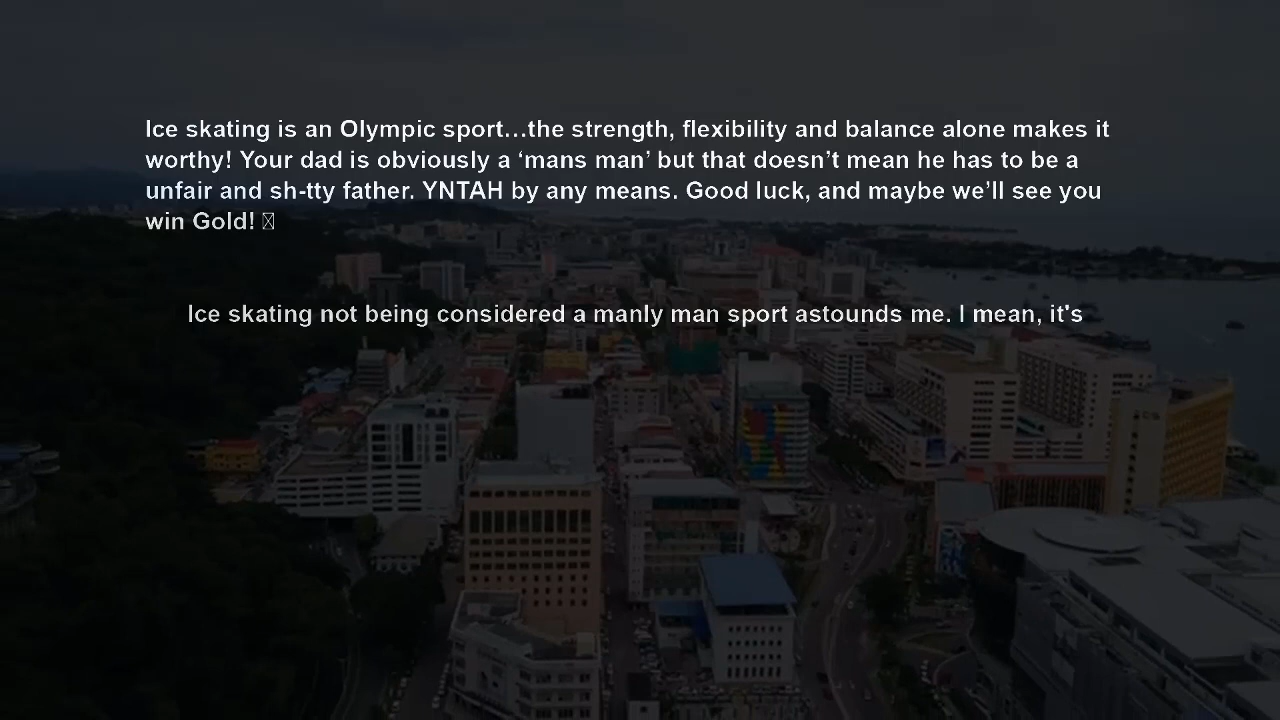 Ice skating is an Olympic sport…the strength, flexibility and balance alone makes it
worthy! Your dad is obviously a ‘mans man’ but that doesn’t mean he has to be a
unfair and sh-tty father. YNTAH by any means. Good luck, and maybe we’ll see you
win Gold!
Ice skating not being considered a manly man sport astounds me. I mean, it's